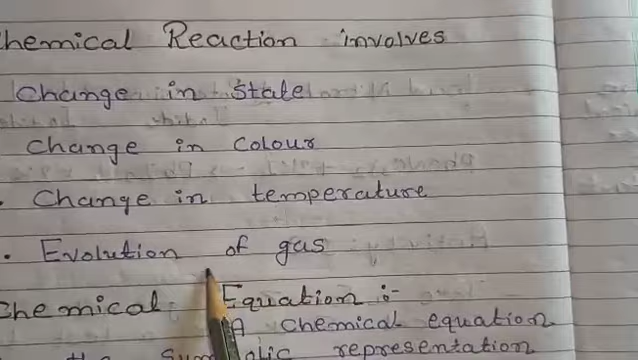 Chemical Reaction involves
Change in state
Change in colour
. Change in temperature
. Evolution of gas
Chemical Equation :-
A chemical equation
representation